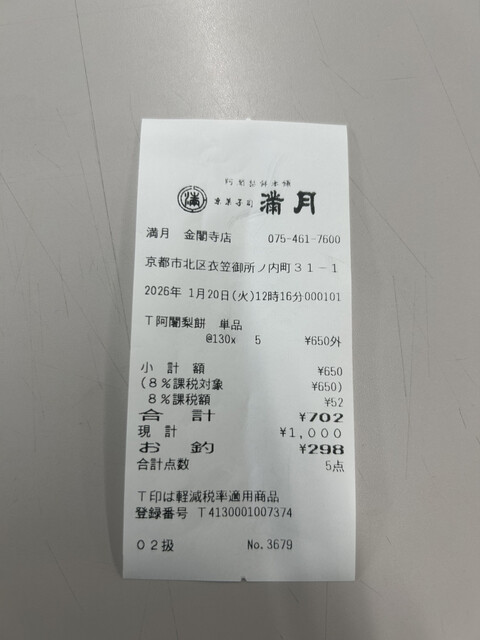 阿闍梨餅本舗
満 京菓子司 満月
満月 金閣寺店 075-461-7600
京都市北区衣笠御所ノ内町31-1
2026年 1月20日(火)12時16分000101
T阿闍梨餅 単品
@130x 5 ¥650外
小計額 ¥650
(8%課税対象 ¥650)
8%課税額 ¥52
合計 ¥702
現計 ¥1,000
お釣 ¥298
合計点数 5点
T印は軽減税率適用商品
登録番号 T4130001007374
02扱 No.3679